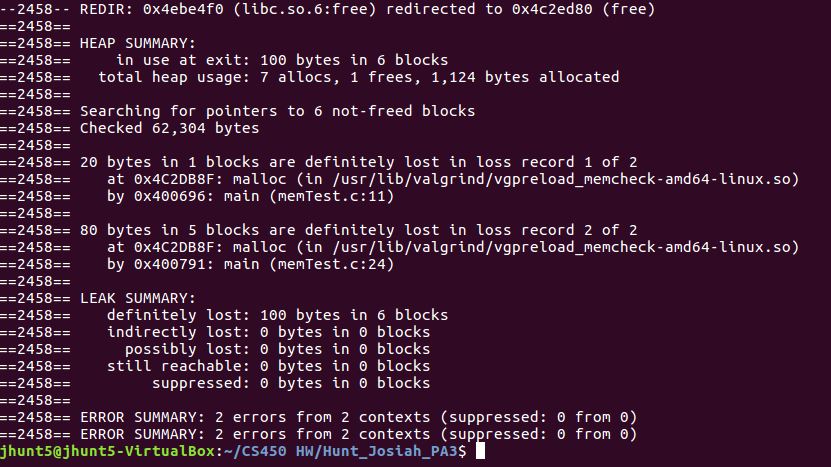 --2458-- REDIR: 0x4ebe4f0 (libc.so.6:free) redirected to 0x4c2ed80 (free)
==2458==
==2458== HEAP SUMMARY:
==2458==     in use at exit: 100 bytes in 6 blocks
==2458==   total heap usage: 7 allocs, 1 frees, 1,124 bytes allocated
==2458==
==2458== Searching for pointers to 6 not-freed blocks
==2458== Checked 62,304 bytes
==2458==
==2458== 20 bytes in 1 blocks are definitely lost in loss record 1 of 2
==2458==    at 0x4C2DB8F: malloc (in /usr/lib/valgrind/vgpreload_memcheck-amd64-linux.so)
==2458==    by 0x400696: main (memTest.c:11)
==2458==
==2458== 80 bytes in 5 blocks are definitely lost in loss record 2 of 2
==2458==    at 0x4C2DB8F: malloc (in /usr/lib/valgrind/vgpreload_memcheck-amd64-linux.so)
==2458==    by 0x400791: main (memTest.c:24)
==2458==
==2458== LEAK SUMMARY:
==2458==    definitely lost: 100 bytes in 6 blocks
==2458==    indirectly lost: 0 bytes in 0 blocks
==2458==      possibly lost: 0 bytes in 0 blocks
==2458==    still reachable: 0 bytes in 0 blocks
==2458==         suppressed: 0 bytes in 0 blocks
==2458==
==2458== ERROR SUMMARY: 2 errors from 2 contexts (suppressed: 0 from 0)
==2458== ERROR SUMMARY: 2 errors from 2 contexts (suppressed: 0 from 0)
jhunt5@jhunt5-VirtualBox:~/CS450 HW/Hunt_Josiah_PA3$